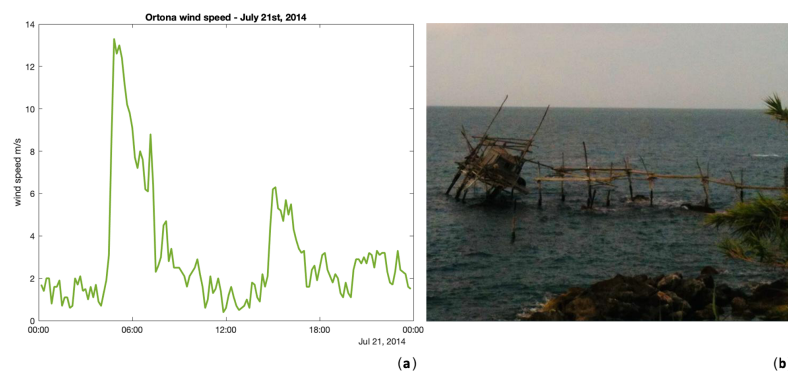 Ortona wind speed - July 21st, 2014
14
12
10
8
6
4
2
0
wind speed m/s
00:00 06:00 12:00 18:00 00:00
Jul 21, 2014
(a) (b